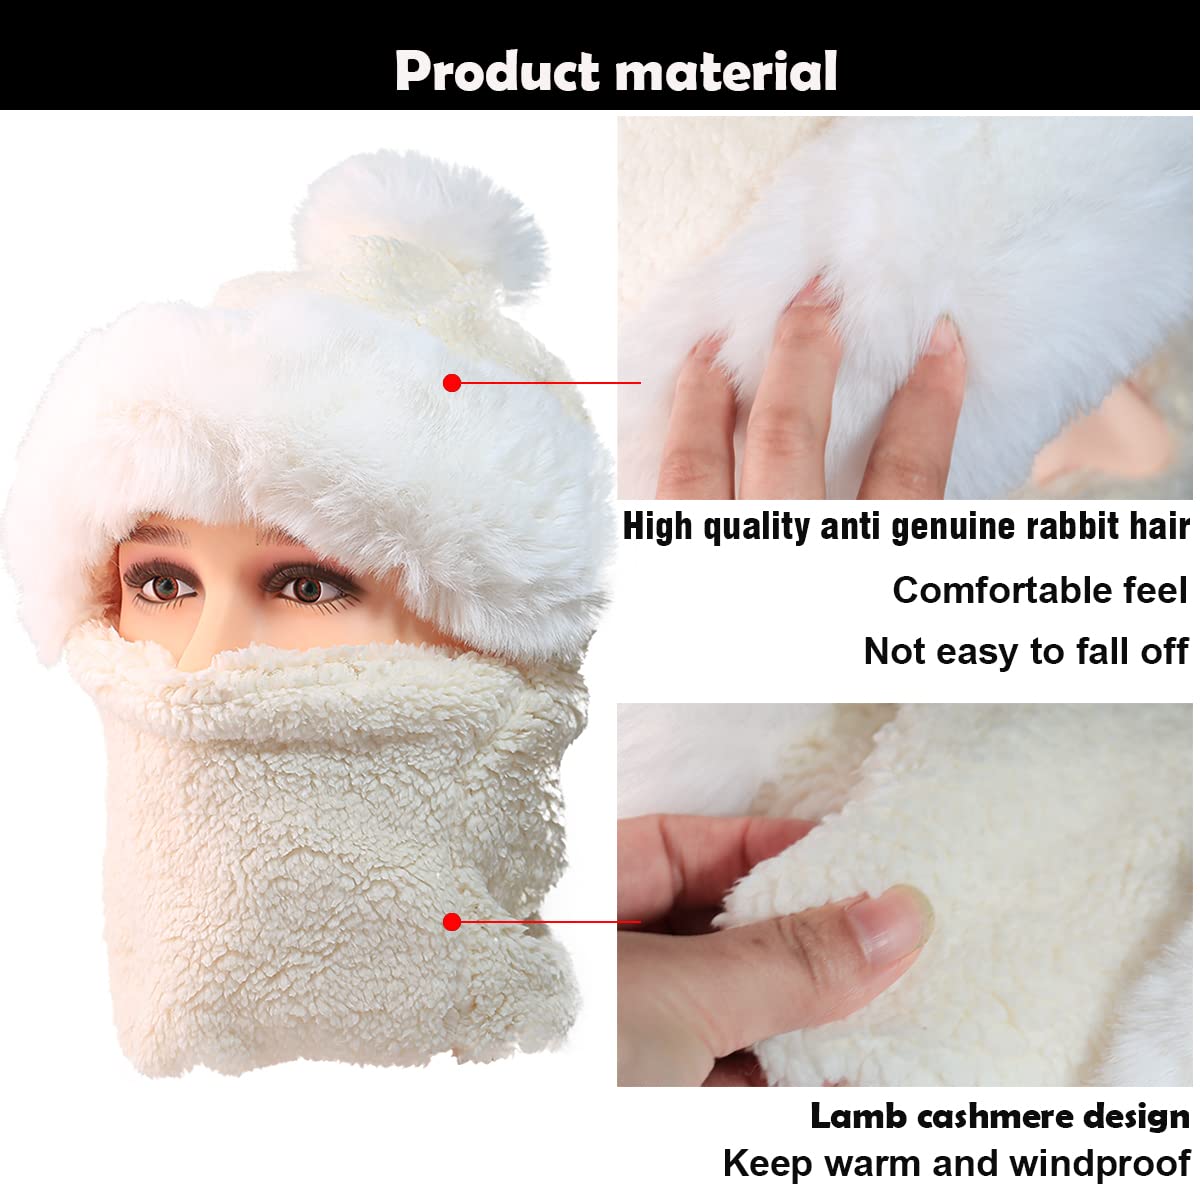 Product material
High quality anti genuine rabbit hair
Comfortable feel
Not easy to fall off
Lamb cashmere design
Keep warm and windproof